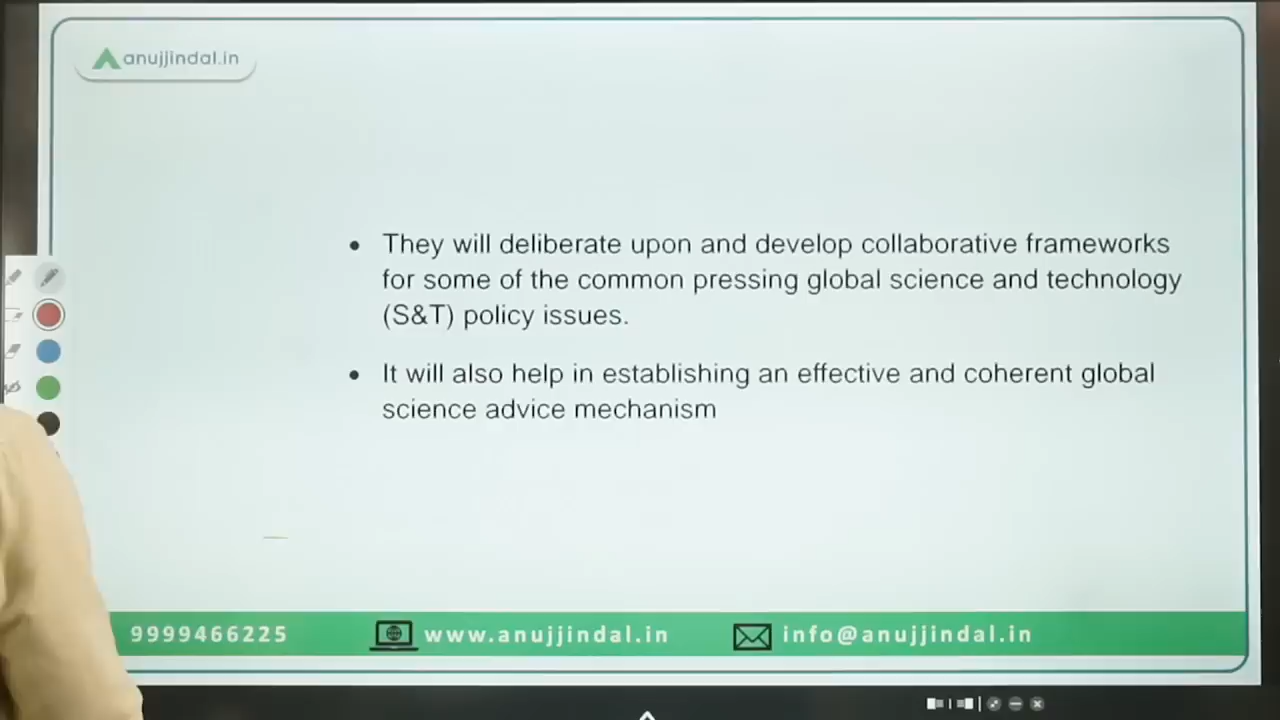 anujjindal.in
• They will deliberate upon and develop collaborative frameworks
for some of the common pressing global science and technology
(S&T) policy issues.
• It will also help in establishing an effective and coherent global
science advice mechanism
9999466225
www.anujjindal.in
info@anujjindal.in